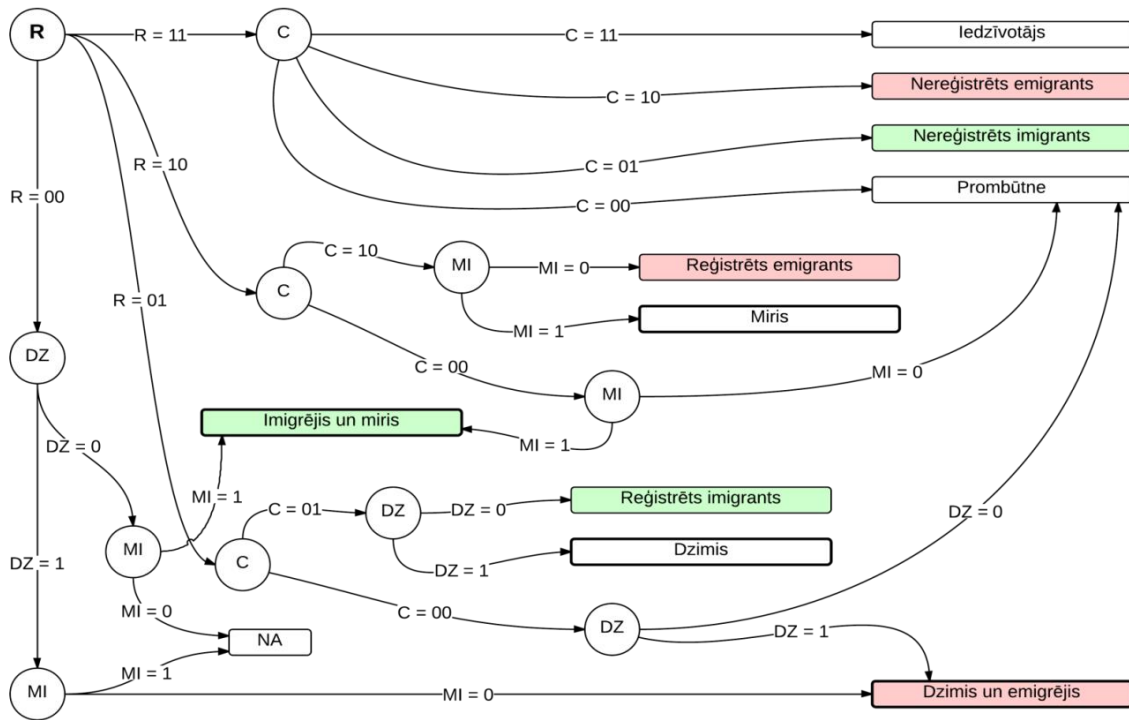 R
R = 11
C
C = 11
Iedzīvotājs
C = 10
Nereģistrēts emigrants
C = 01
Nereģistrēts imigrants
R = 10
C = 00
Prombūtne
R = 00
C = 10
MI
MI = 0
Reģistrēts emigrants
C
R = 01
MI = 1
Miris
DZ
C = 00
MI
MI = 0
Imigrējis un miris
MI = 1
DZ = 0
MI = 1
C = 01
DZ
DZ = 0
Reģistrēts imigrants
DZ = 0
MI
C
DZ = 1
Dzimis
DZ = 1
MI = 0
C = 00
DZ
DZ = 1
NA
MI = 1
MI
MI = 0
Dzimis un emigrējis